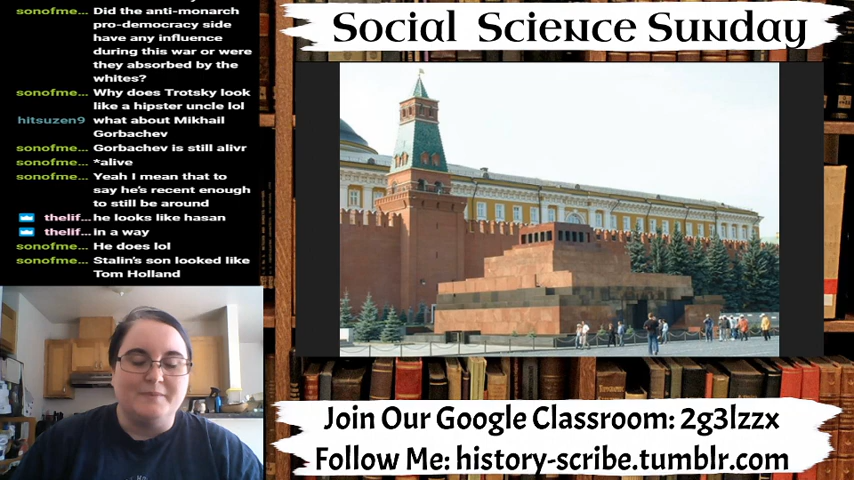 sonofme... Did the anti-monarch
pro-democracy side
have any influence
during this war or were
they absorbed by the
whites?
sonofme... Why does Trotsky look
like a hipster uncle lol
hitsuzen9 what about Mikhail
Gorbachev
sonofme... Gorbachev is still alivr
sonofme... *alive
sonofme... Yeah I mean that to
say he's recent enough
to still be around
thelif... he looks like hasan
thelif... in a way
sonofme... He does lol
sonofme... Stalin's son looked like
Tom Holland
Social Science Sunday
Join Our Google Classroom: 2g3lzzx
Follow Me: history-scribe.tumblr.com